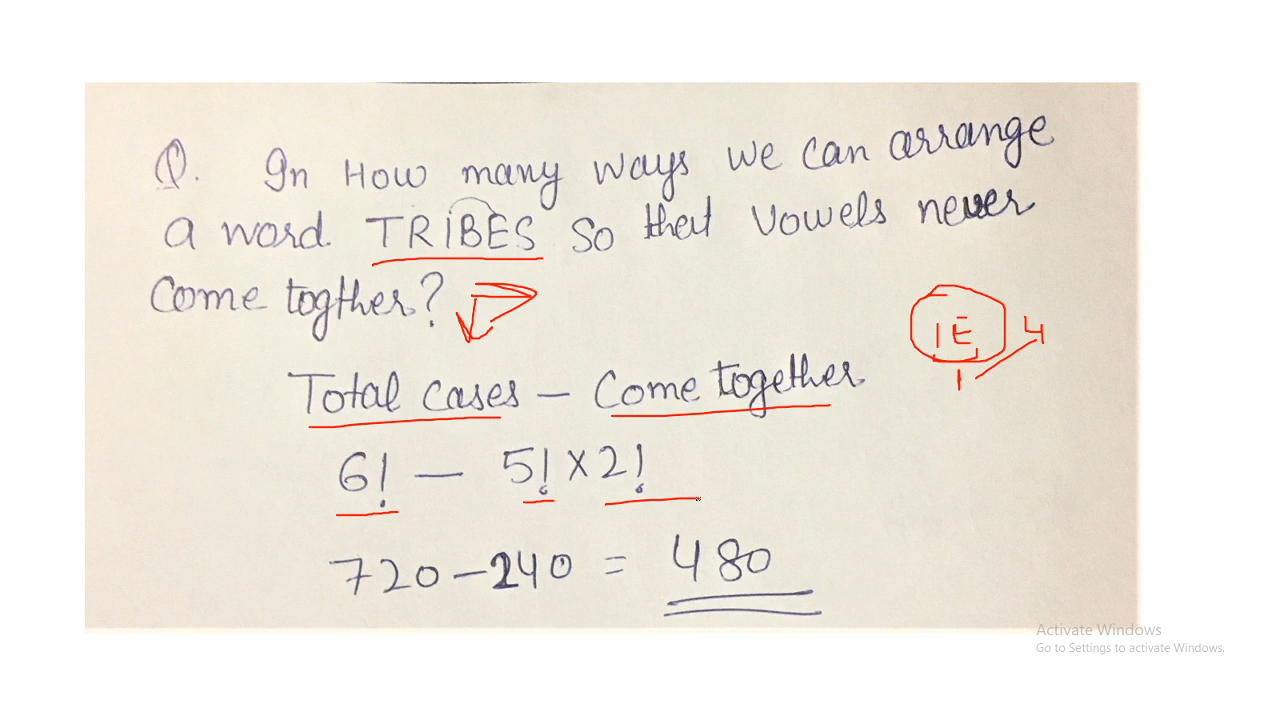 Q. In How many ways we can arrange
a word TRIBES so that vowels never
Come togther?
IE 4
1
Total cases - Come together
6! - 5! x 2!
720 - 240 = 480
Activate Windows
Go to Settings to activate Windows.